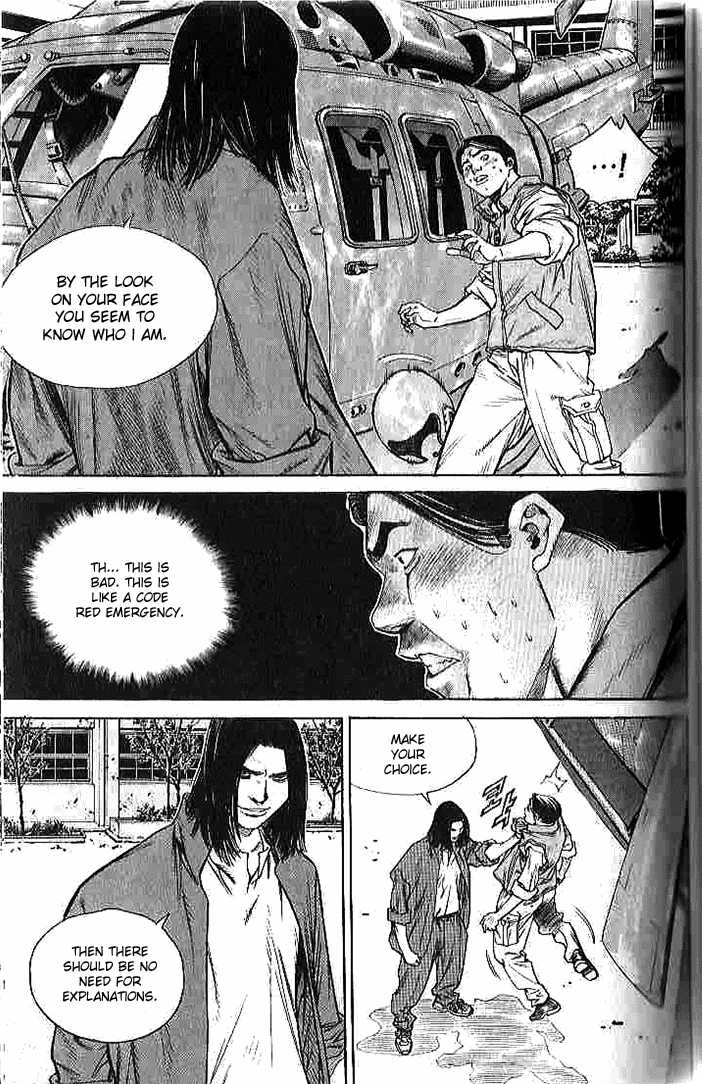 ...!
BY THE LOOK
ON YOUR FACE
YOU SEEM TO
KNOW WHO I AM.
TH... THIS IS
BAD. THIS IS
LIKE A CODE
RED EMERGENCY.
THEN THERE
SHOULD BE NO
NEED FOR
EXPLANATIONS.
MAKE
YOUR
CHOICE.